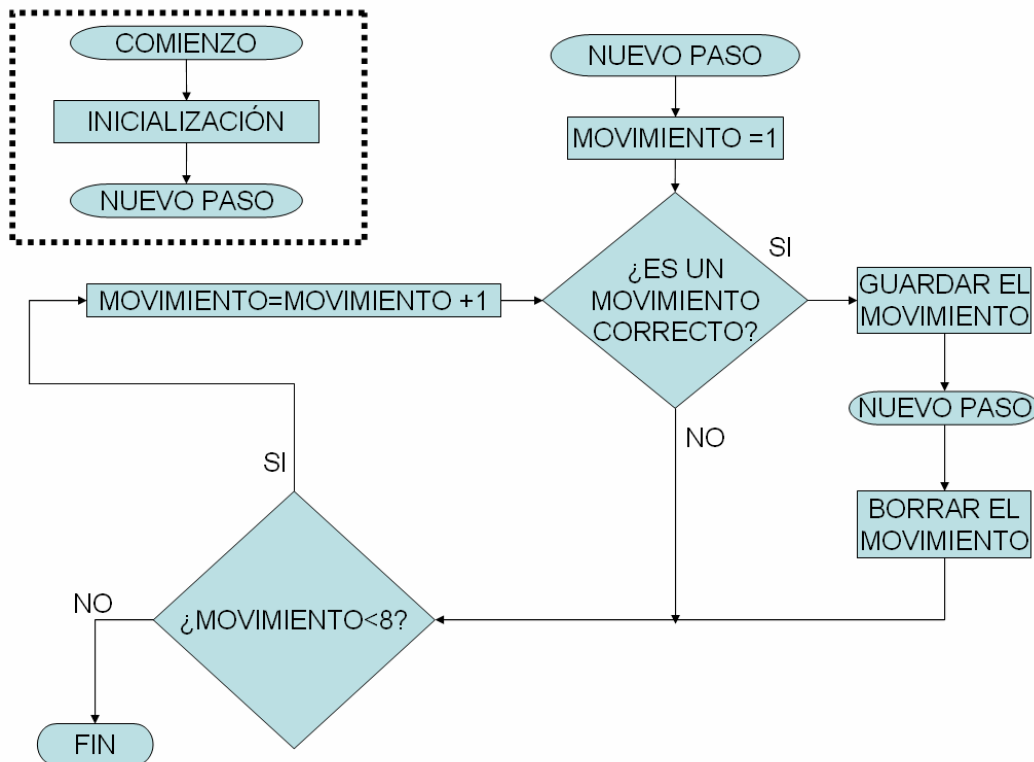 COMIENZO
INICIALIZACIÓN
NUEVO PASO
NUEVO PASO
MOVIMIENTO =1
¿ES UN
MOVIMIENTO
CORRECTO?
SI
GUARDAR EL
MOVIMIENTO
NUEVO PASO
BORRAR EL
MOVIMIENTO
NO
MOVIMIENTO=MOVIMIENTO +1
SI
¿MOVIMIENTO<8?
NO
FIN